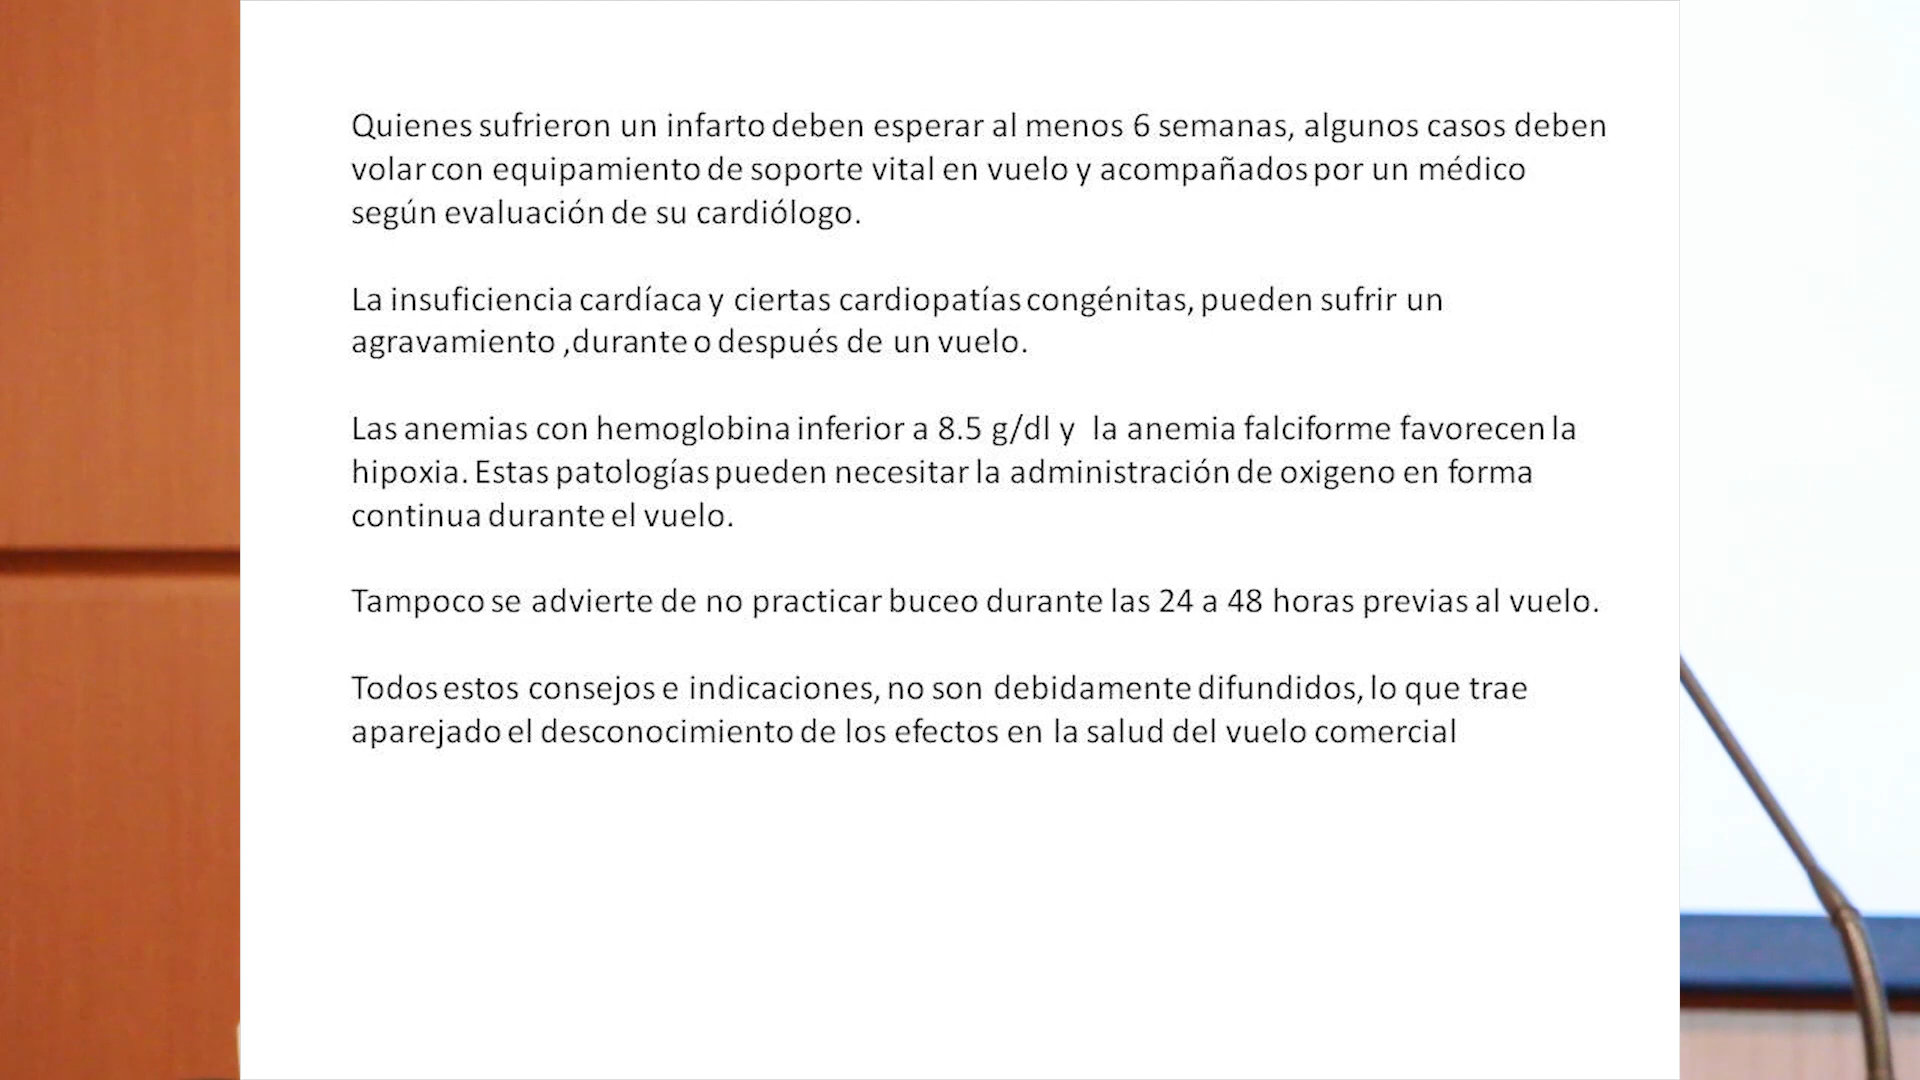 Quienes sufrieron un infarto deben esperar al menos 6 semanas, algunos casos deben
volar con equipamiento de soporte vital en vuelo y acompañados por un médico
según evaluación de su cardiólogo.
La insuficiencia cardíaca y ciertas cardiopatías congénitas, pueden sufrir un
agravamiento ,durante o después de un vuelo.
Las anemias con hemoglobina inferior a 8.5 g/dl y la anemia falciforme favorecen la
hipoxia. Estas patologías pueden necesitar la administración de oxigeno en forma
continua durante el vuelo.
Tampoco se advierte de no practicar buceo durante las 24 a 48 horas previas al vuelo.
Todos estos consejos e indicaciones, no son debidamente difundidos, lo que trae
aparejado el desconocimiento de los efectos en la salud del vuelo comercial